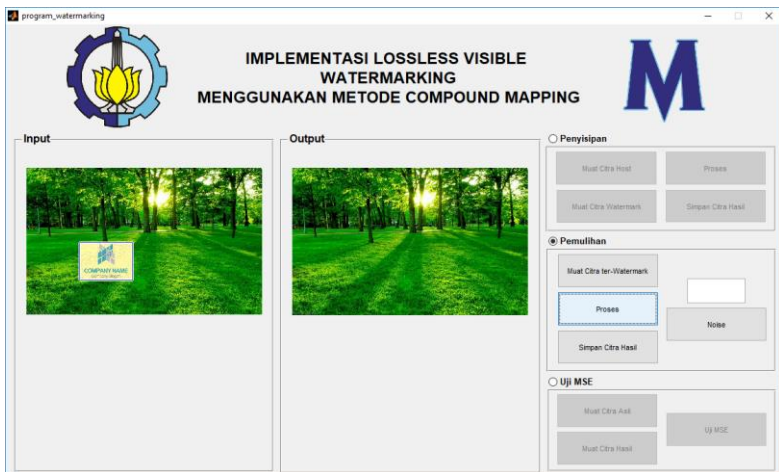 program_watermarking
IMPLEMENTASI LOSSLESS VISIBLE
WATERMARKING
MENGGUNAKAN METODE COMPOUND MAPPING
M
Input
COMPANY NAME
Output
Penyisipan
Muat Citra Host
Proses
Muat Citra Watermark
Simpan Citra Hasil
Pemulihan
Muat Citra ter-Watermark
Proses
Noise
Simpan Citra Hasil
Uji MSE
Muat Citra Asli
Uji MSE
Muat Citra Hasil